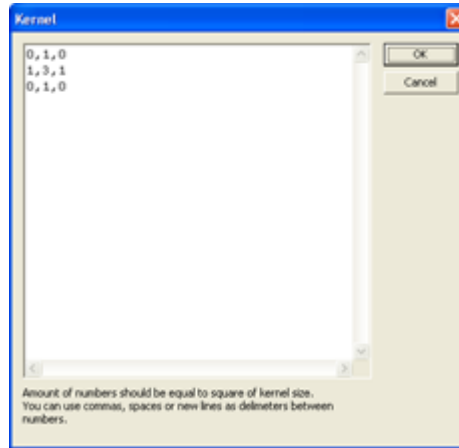 Kernel
0,1,0
1,3,1
0,1,0
OK
Cancel
Amount of numbers should be equal to square of kernel size.
You can use commas, spaces or new lines as delimeters between
numbers.